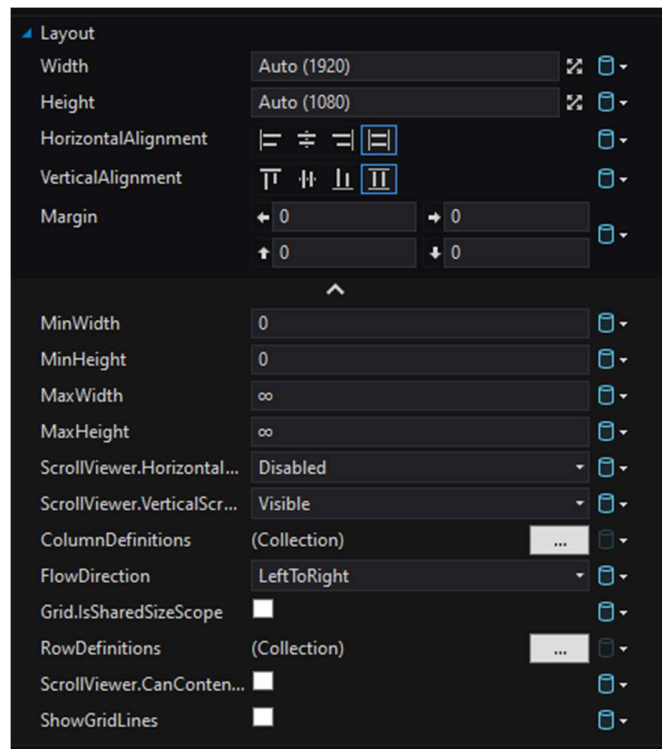 Layout
Width Auto (1920)
Height Auto (1080)
HorizontalAlignment
VerticalAlignment
Margin 0 0
0 0
MinWidth 0
MinHeight 0
MaxWidth ∞
MaxHeight ∞
ScrollViewer.Horizontal... Disabled
ScrollViewer.VerticalScr... Visible
ColumnDefinitions (Collection) ...
FlowDirection LeftToRight
Grid.IsSharedSizeScope
RowDefinitions (Collection) ...
ScrollViewer.CanConten...
ShowGridLines